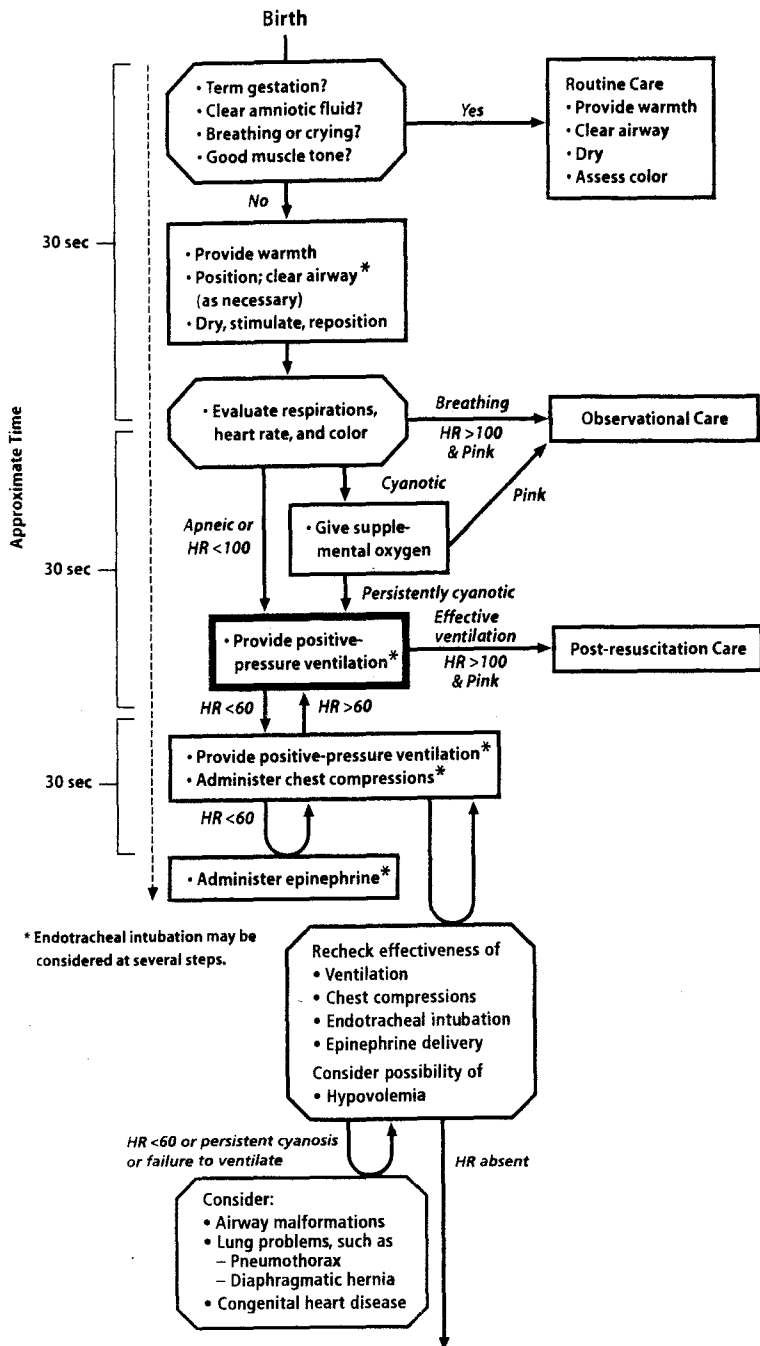 Birth
• Term gestation?
• Clear amniotic fluid?
• Breathing or crying?
• Good muscle tone?
Yes
Routine Care
• Provide warmth
• Clear airway
• Dry
• Assess color
No
30 sec
• Provide warmth
• Position; clear airway*
(as necessary)
• Dry, stimulate, reposition
Approximate Time
• Evaluate respirations,
heart rate, and color
Breathing
HR >100
& Pink
Observational Care
Cyanotic
Pink
Apneic or
HR <100
• Give supple-
mental oxygen
30 sec
Persistently cyanotic
• Provide positive-
pressure ventilation*
Effective
ventilation
HR >100
& Pink
Post-resuscitation Care
HR <60
HR >60
30 sec
• Provide positive-pressure ventilation*
• Administer chest compressions*
HR <60
• Administer epinephrine*
* Endotracheal intubation may be
considered at several steps.
Recheck effectiveness of
• Ventilation
• Chest compressions
• Endotracheal intubation
• Epinephrine delivery
Consider possibility of
• Hypovolemia
HR <60 or persistent cyanosis
or failure to ventilate
HR absent
Consider:
• Airway malformations
• Lung problems, such as
– Pneumothorax
– Diaphragmatic hernia
• Congenital heart disease